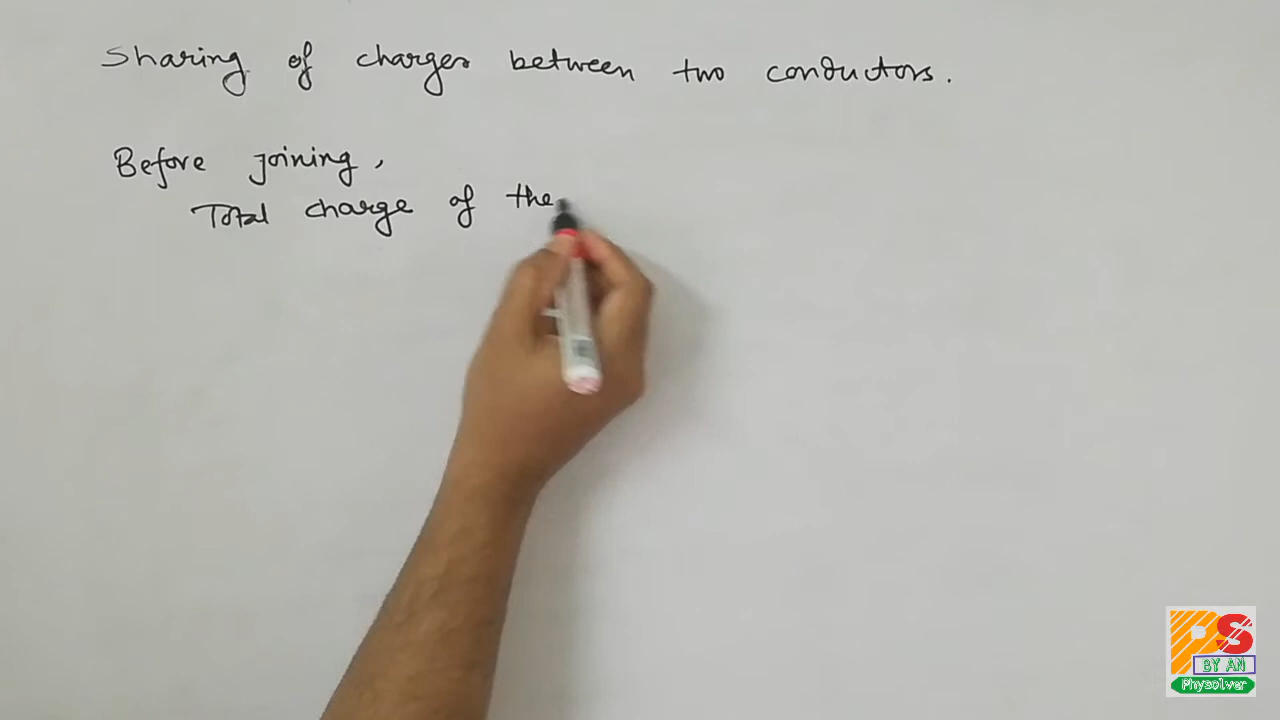 Sharing of charges between two conductors.
Before joining,
Total charge of the
PS
BY AN
Physolver